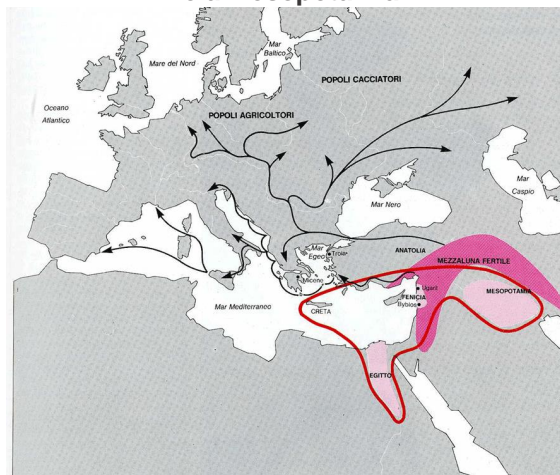 Mar
Baltico
Mare del Nord
POPOLI CACCIATORI
Oceano
Atlantico
POPOLI AGRICOLTORI
Mar
Caspio
Mar Nero
Mar
Egeo
Troia
ANATOLIA
MEZZALUNA FERTILE
Micene
Ugarit
MESOPOTAMIA
FENICIA
Byblos
Mar Mediterraneo
CRETA
EGITTO